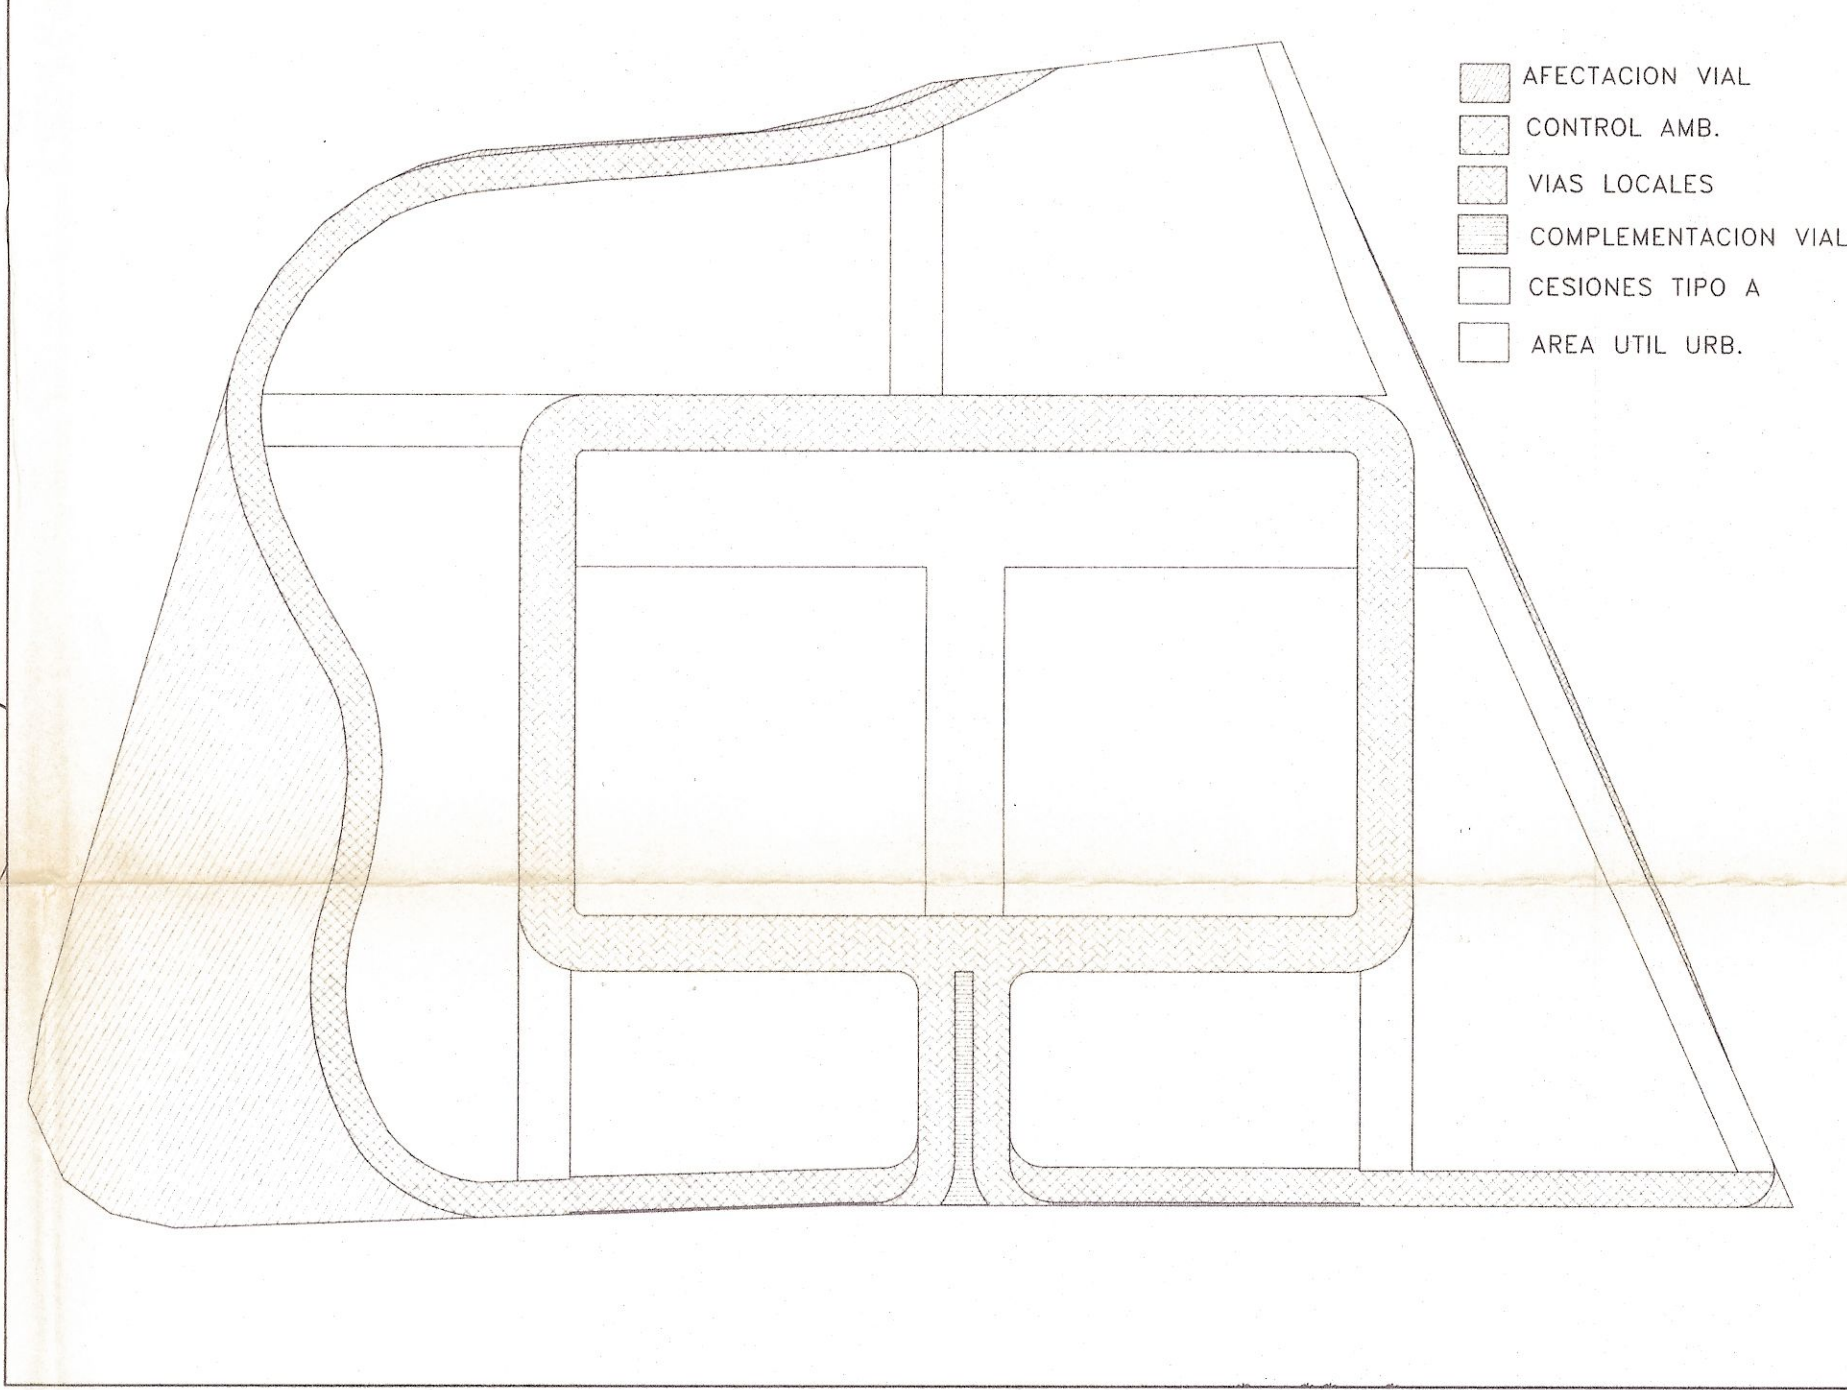 AFECTACION VIAL
CONTROL AMB.
VIAS LOCALES
COMPLEMENTACION VIAL
CESIONES TIPO A
AREA UTIL URB.